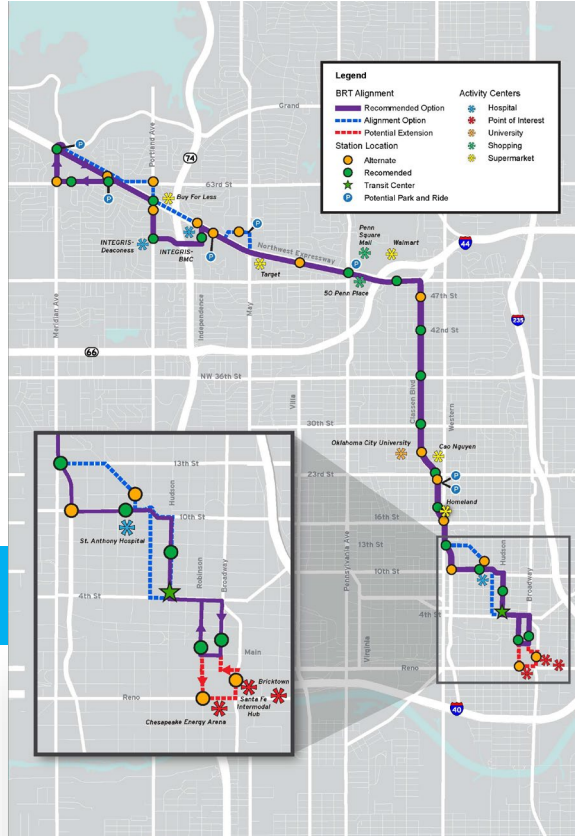 Legend
BRT Alignment
Recommended Option
Alignment Option
Potential Extension
Station Location
Alternate
Recomended
Transit Center
Potential Park and Ride
Activity Centers
Hospital
Point of Interest
University
Shopping
Supermarket
Grand
Portland Ave
74
P
63rd St
P
Buy For Less
P
INTEGRIS-
Deaconess
INTEGRIS-
BMC
P
Northwest Expressway
Penn
Square
Mall
Walmart
44
Target
P
50 Penn Place
Meridian Ave
Independence
May
47th St
235
42nd St
66
NW 36th St
Villa
Classen Blvd
Western
30th St
Oklahoma City University
Cao Nguyen
23rd St
P
P
Homeland
16th St
Pennsylvania Ave
13th St
Hudson
10th St
Broadway
4th St
Virginia
Reno
40
13th St
Hudson
10th St
St. Anthony Hospital
Robinson
Broadway
4th St
Main
Bricktown
Reno
Santa Fe
Intermodal
Hub
Chesapeake Energy Arena